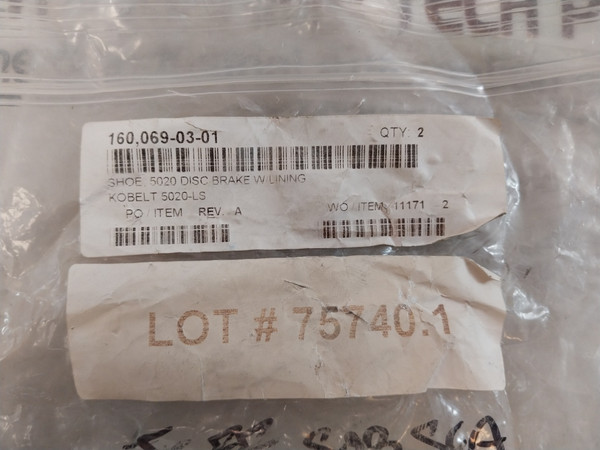 160,069-03-01 QTY: 2
SHOE, 5020 DISC BRAKE W/LINING
KOBELT 5020-LS
PO / ITEM REV. A WO / ITEM 11171 2
LOT # 75740.1